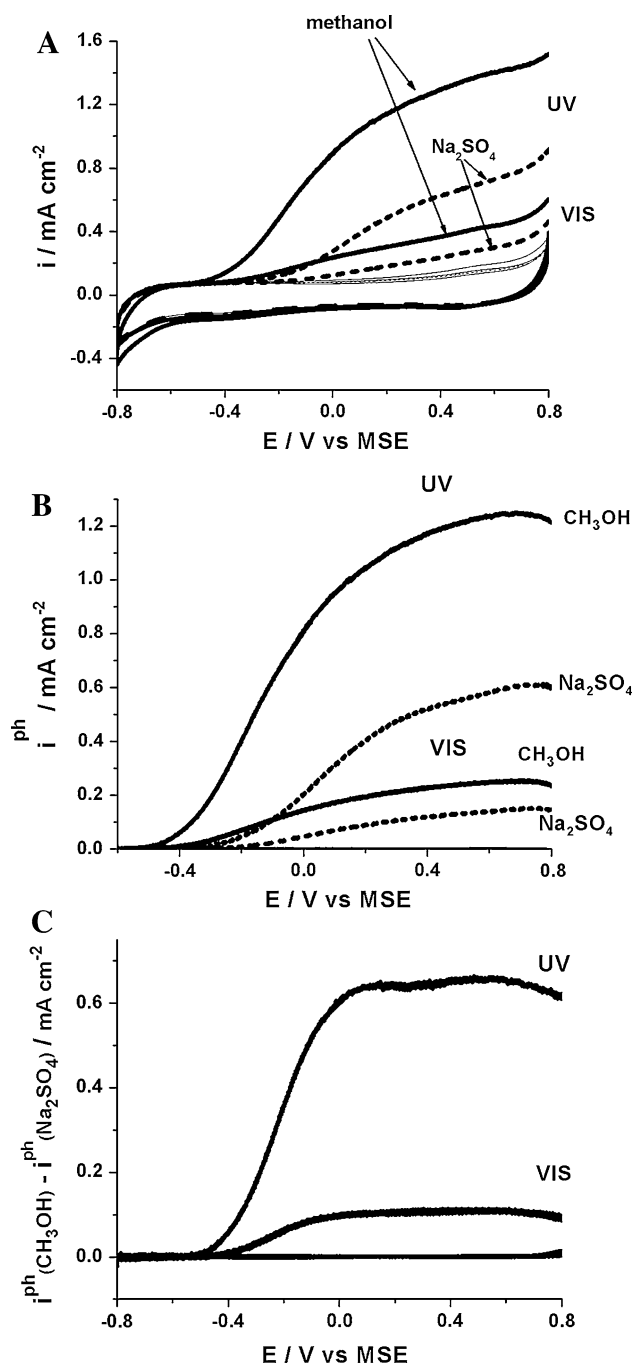 A
methanol
1.6
1.2
0.8
0.4
0.0
-0.4
i / mA cm⁻²
UV
Na₂SO₄
VIS
-0.8
-0.4
0.0
0.4
0.8
E / V vs MSE
B
UV
CH₃OH
1.2
1.0
0.8
0.6
0.4
0.2
0.0
iᵖʰ / mA cm⁻²
Na₂SO₄
VIS
CH₃OH
Na₂SO₄
-0.4
0.0
0.4
0.8
E / V vs MSE
C
UV
0.6
0.4
0.2
0.0
iᵖʰ(CH₃OH) - iᵖʰ(Na₂SO₄) / mA cm⁻²
VIS
-0.8
-0.4
0.0
0.4
0.8
E / V vs MSE